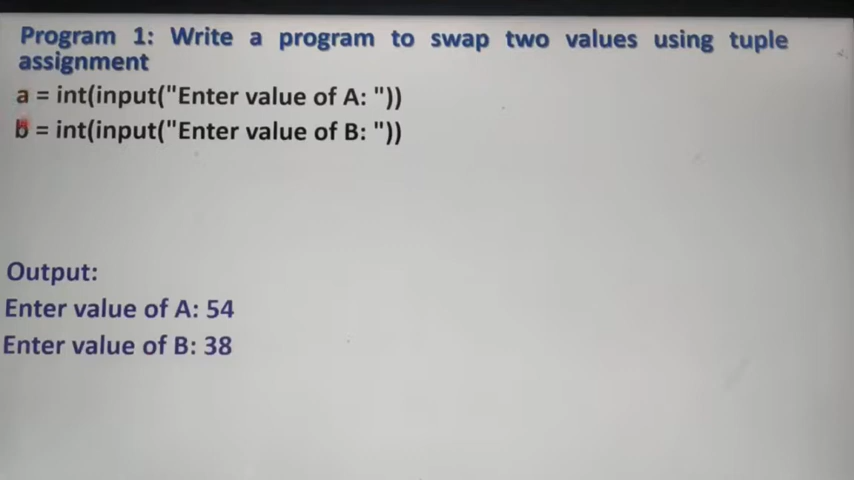 Program 1: Write a program to swap two values using tuple
assignment
a = int(input("Enter value of A: "))
b = int(input("Enter value of B: "))
Output:
Enter value of A: 54
Enter value of B: 38